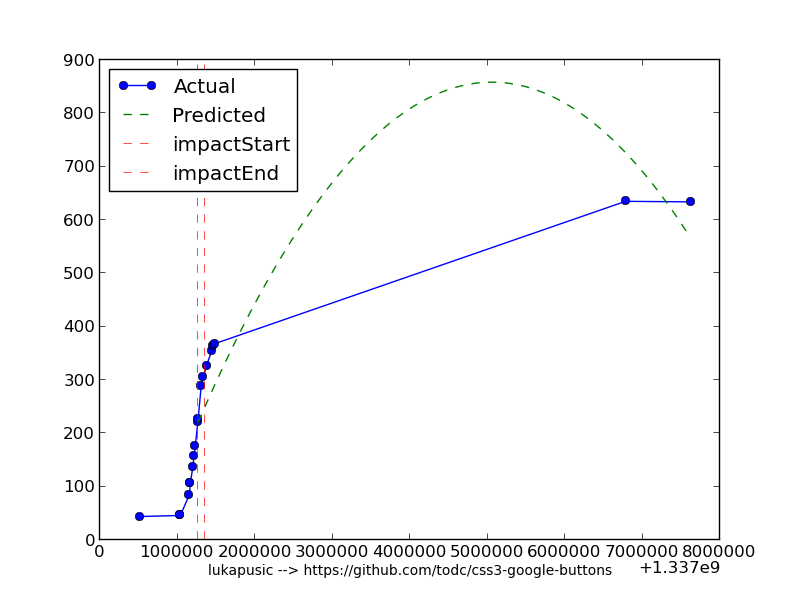 900
800
700
600
500
400
300
200
100
0
Actual
Predicted
impactStart
impactEnd
0 1000000 2000000 3000000 4000000 5000000 6000000 7000000 8000000
+1.337e9
lukapusic --> https://github.com/todc/css3-google-buttons